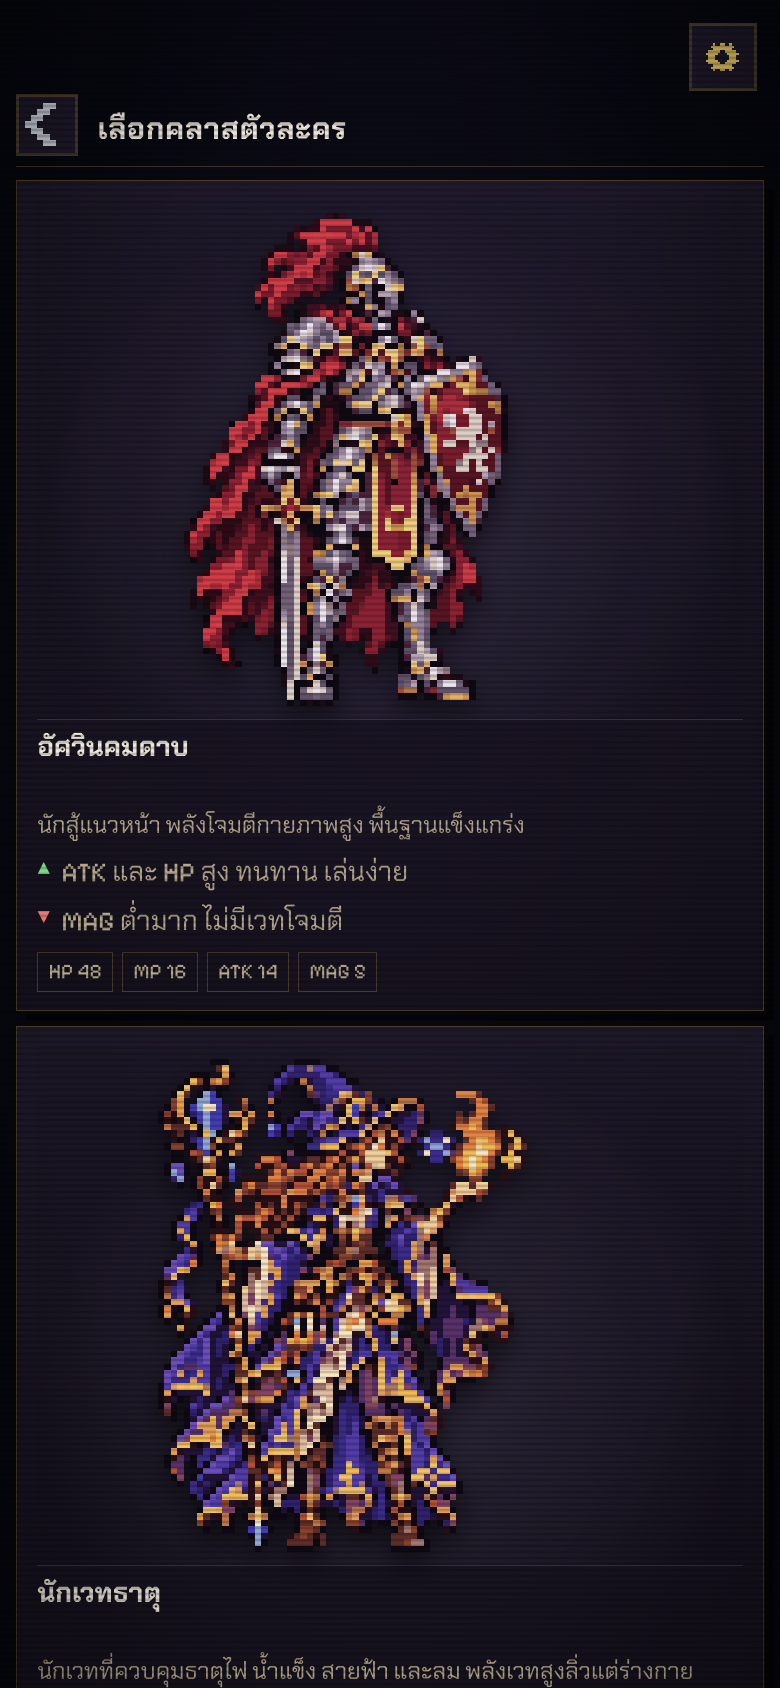 เลือกคลาสตัวละคร
อัศวินคมดาบ
นักสู้แนวหน้า พลังโจมตีกายภาพสูง พื้นฐานแข็งแกร่ง
▲ ATK และ HP สูง ทนทาน เล่นง่าย
▼ MAG ต่ำมาก ไม่มีเวทโจมตี
HP 48 MP 16 ATK 14 MAG 8
นักเวทธาตุ
นักเวทที่ควบคุมธาตุไฟ น้ำแข็ง สายฟ้า และลม พลังเวทสูงลิ่วแต่ร่างกาย